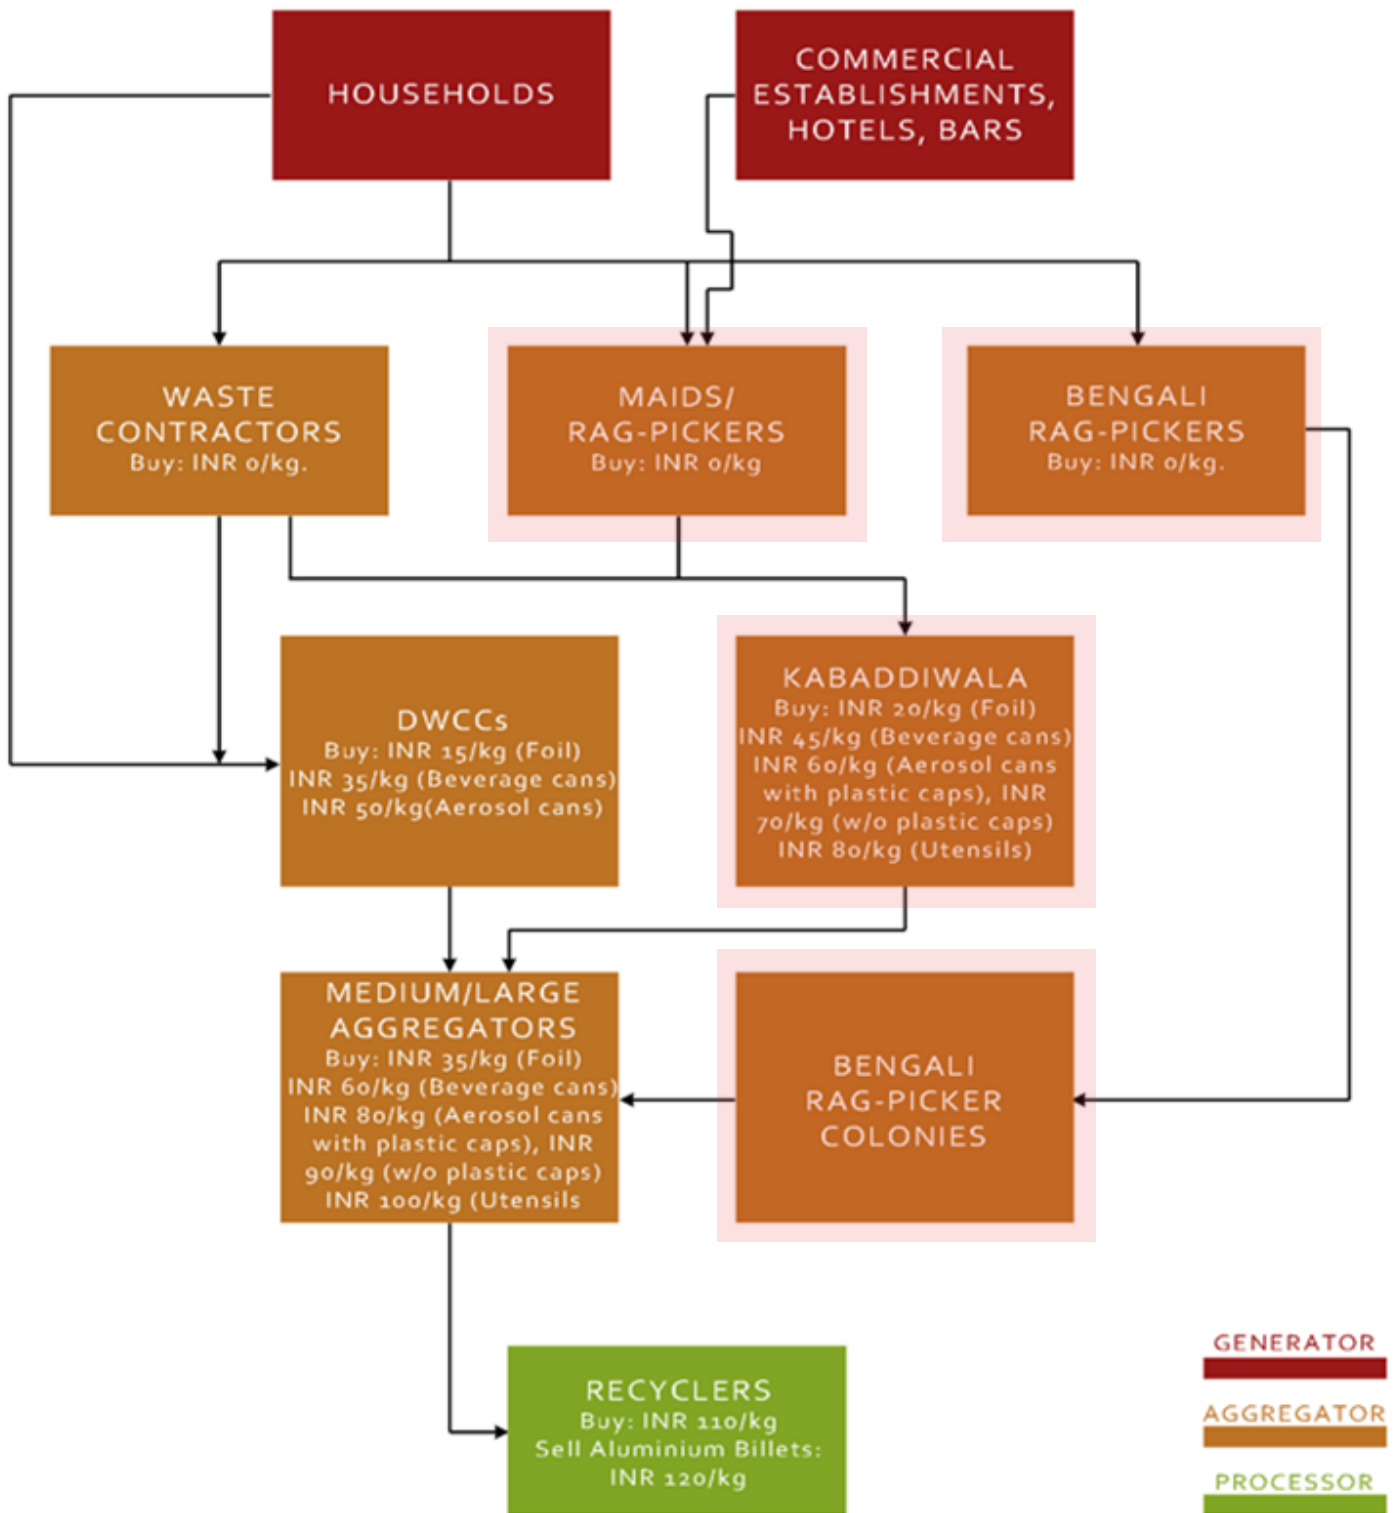 HOUSEHOLDS
COMMERCIAL
ESTABLISHMENTS,
HOTELS, BARS
WASTE
CONTRACTORS
Buy: INR 0/kg.
MAIDS/
RAG-PICKERS
Buy: INR 0/kg
BENGALI
RAG-PICKERS
Buy: INR 0/kg.
DWCCs
Buy: INR 15/kg (Foil)
INR 35/kg (Beverage cans)
INR 50/kg(Aerosol cans)
KABADDIWALA
Buy: INR 20/kg (Foil)
INR 45/kg (Beverage cans)
INR 60/kg (Aerosol cans
with plastic caps), INR
70/kg (w/o plastic caps)
INR 80/kg (Utensils)
MEDIUM/LARGE
AGGREGATORS
Buy: INR 35/kg (Foil)
INR 60/kg (Beverage cans)
INR 80/kg (Aerosol cans
with plastic caps), INR
90/kg (w/o plastic caps)
INR 100/kg (Utensils
BENGALI
RAG-PICKER
COLONIES
RECYCLERS
Buy: INR 110/kg
Sell Aluminium Billets:
INR 120/kg
GENERATOR
AGGREGATOR
PROCESSOR